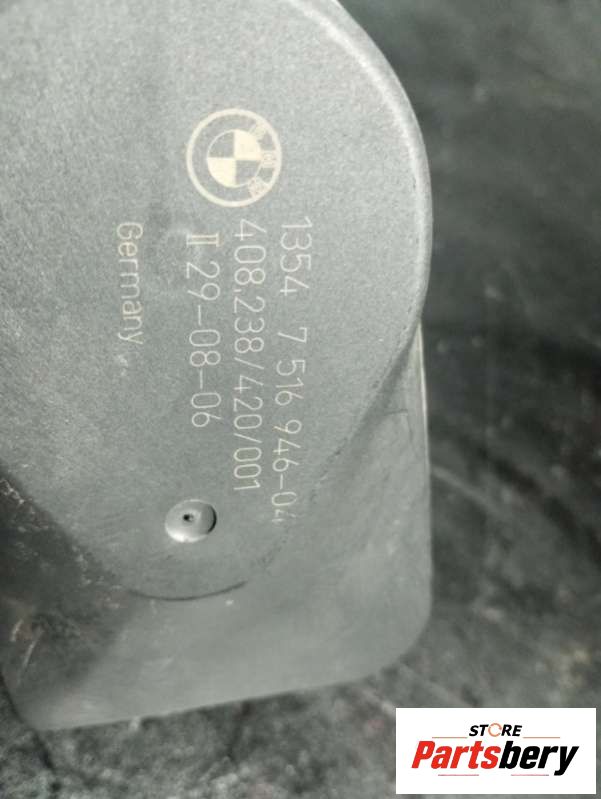 BMW
1354 7 516 946-04
408.238/420/001
II 29-08-06
Germany
STORE
Partsbery